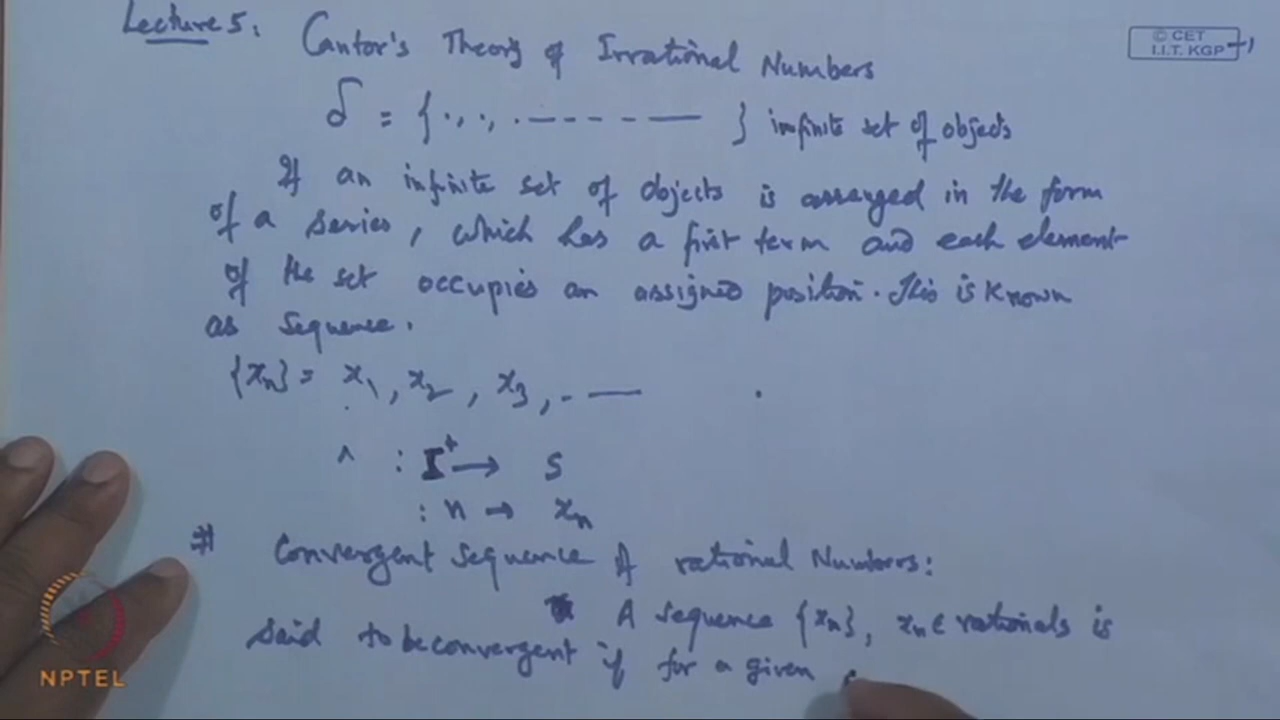 Lecture 5: Cantor's Theory of Irrational Numbers
© CET
I.I.T. KGP
S = {., ., . ------ } infinite set of objects
If an infinite set of objects is arranged in the form
of a series, which has a first term and each element
of the set occupies an assigned position. This is known
as sequence.
{xn} = x1, x2, x3, . —
: I+ → S
: n → xn
# Convergent sequence of rational Numbers:
A sequence {xn}, xn ∈ rationals is
said to be convergent if for a given
NPTEL